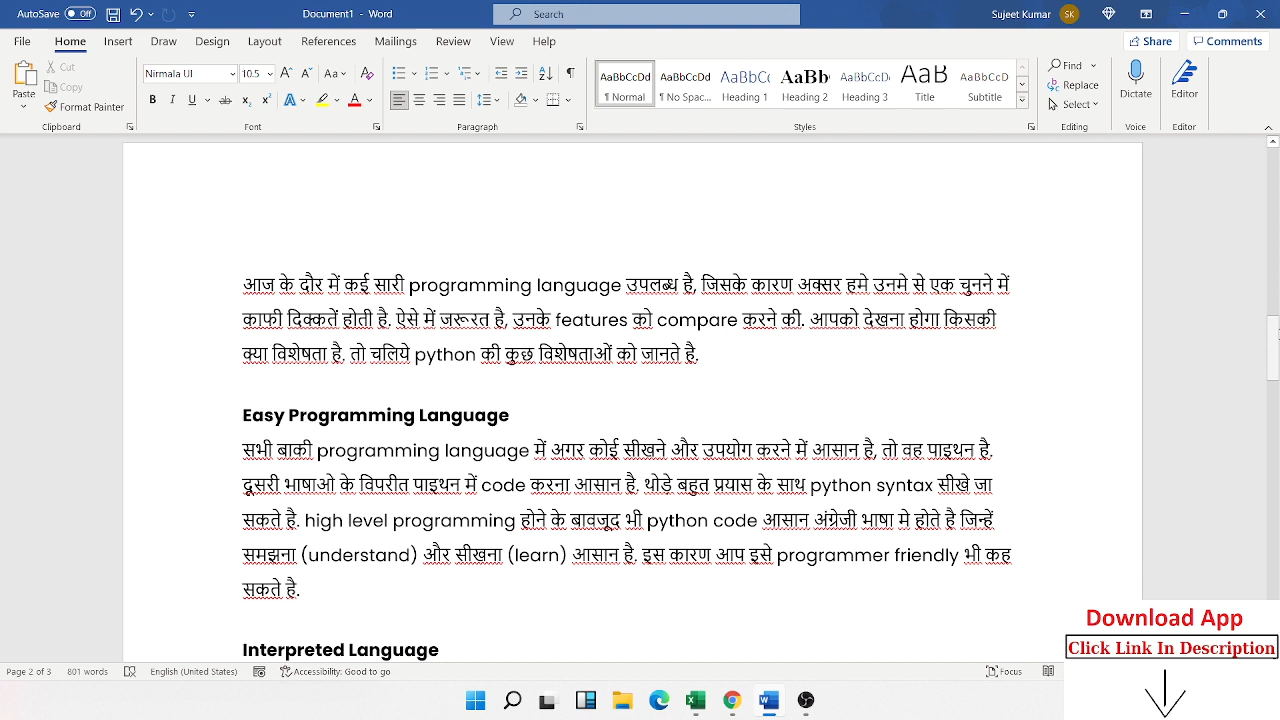 AutoSave Off Document1 - Word Search Sujeet Kumar SK
File Home Insert Draw Design Layout References Mailings Review View Help Share Comments
Paste Cut Copy Format Painter Clipboard
Nirmala UI 10.5 Aa
B I U ab x₂ x² A A Font
Paragraph
AaBbCcDd ¶ Normal
AaBbCcDd ¶ No Spac...
AaBbCc Heading 1
AaBb Heading 2
AaBbCcD Heading 3
AaB Title
AaBbCcD Subtitle
Styles
Find Replace Select Editing
Dictate Voice
Editor Editor
आज के दौर में कई सारी programming language उपलब्ध है, जिसके कारण अक्सर हमे उनमे से एक चुनने में
काफी दिक्कतें होती है. ऐसे में जरूरत है, उनके features को compare करने की. आपको देखना होगा किसकी
क्या विशेषता है. तो चलिये python की कुछ विशेषताओं को जानते है.
Easy Programming Language
सभी बाकी programming language में अगर कोई सीखने और उपयोग करने में आसान है, तो वह पाइथन है.
दूसरी भाषाओ के विपरीत पाइथन में code करना आसान है. थोड़े बहुत प्रयास के साथ python syntax सीखे जा
सकते है. high level programming होने के बावजूद भी python code आसान अंग्रेजी भाषा मे होते है जिन्हें
समझना (understand) और सीखना (learn) आसान है. इस कारण आप इसे programmer friendly भी कह
सकते है.
Interpreted Language
Download App
Click Link In Description
Page 2 of 3 801 words English (United States) Accessibility: Good to go Focus